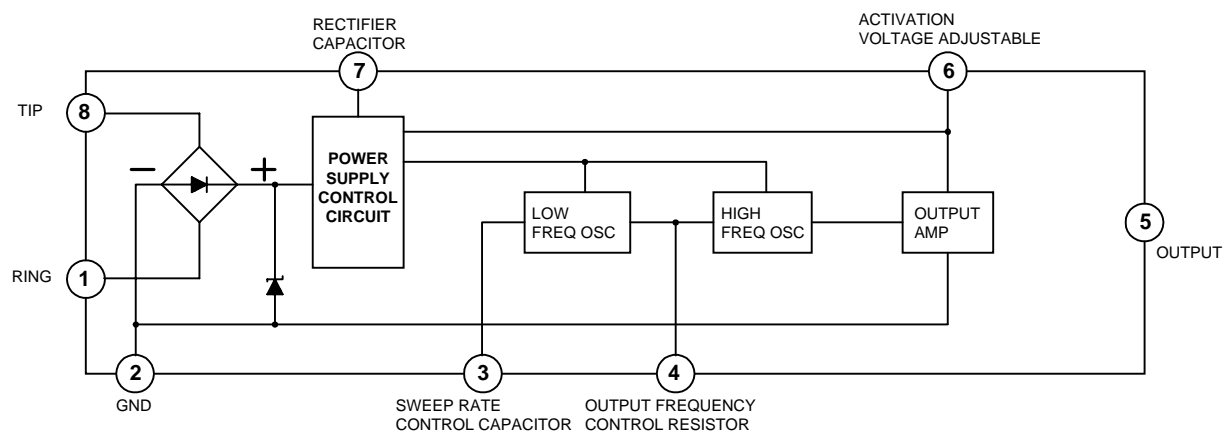 RECTIFIER
CAPACITOR
7
ACTIVATION
VOLTAGE ADJUSTABLE
6
TIP
8
POWER
SUPPLY
CONTROL
CIRCUIT
− +
LOW
FREQ OSC
HIGH
FREQ OSC
OUTPUT
AMP
5
OUTPUT
RING
1
2
GND
3
SWEEP RATE
CONTROL CAPACITOR
4
OUTPUT FREQUENCY
CONTROL RESISTOR